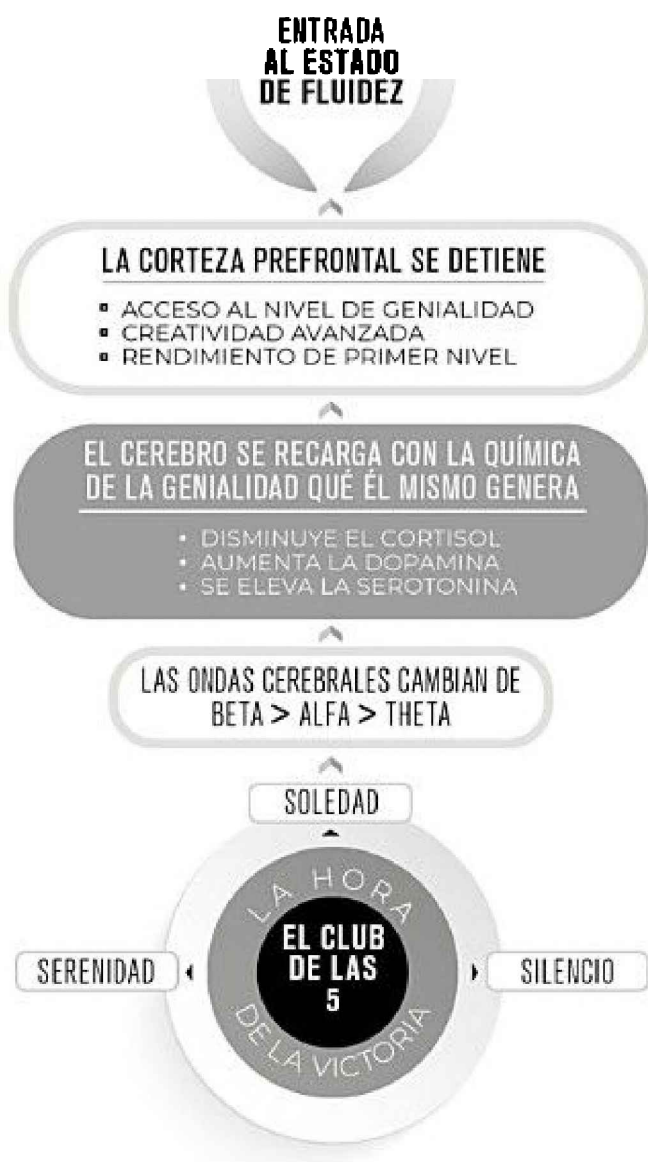 ENTRADA
AL ESTADO
DE FLUIDEZ
LA CORTEZA PREFRONTAL SE DETIENE
▪ ACCESO AL NIVEL DE GENIALIDAD
▪ CREATIVIDAD AVANZADA
▪ RENDIMIENTO DE PRIMER NIVEL
EL CEREBRO SE RECARGA CON LA QUÍMICA
DE LA GENIALIDAD QUÉ ÉL MISMO GENERA
• DISMINUYE EL CORTISOL
• AUMENTA LA DOPAMINA
• SE ELEVA LA SEROTONINA
LAS ONDAS CEREBRALES CAMBIAN DE
BETA > ALFA > THETA
SOLEDAD
LA HORA
EL CLUB
DE LAS
5
DE LA VICTORIA
SERENIDAD
SILENCIO